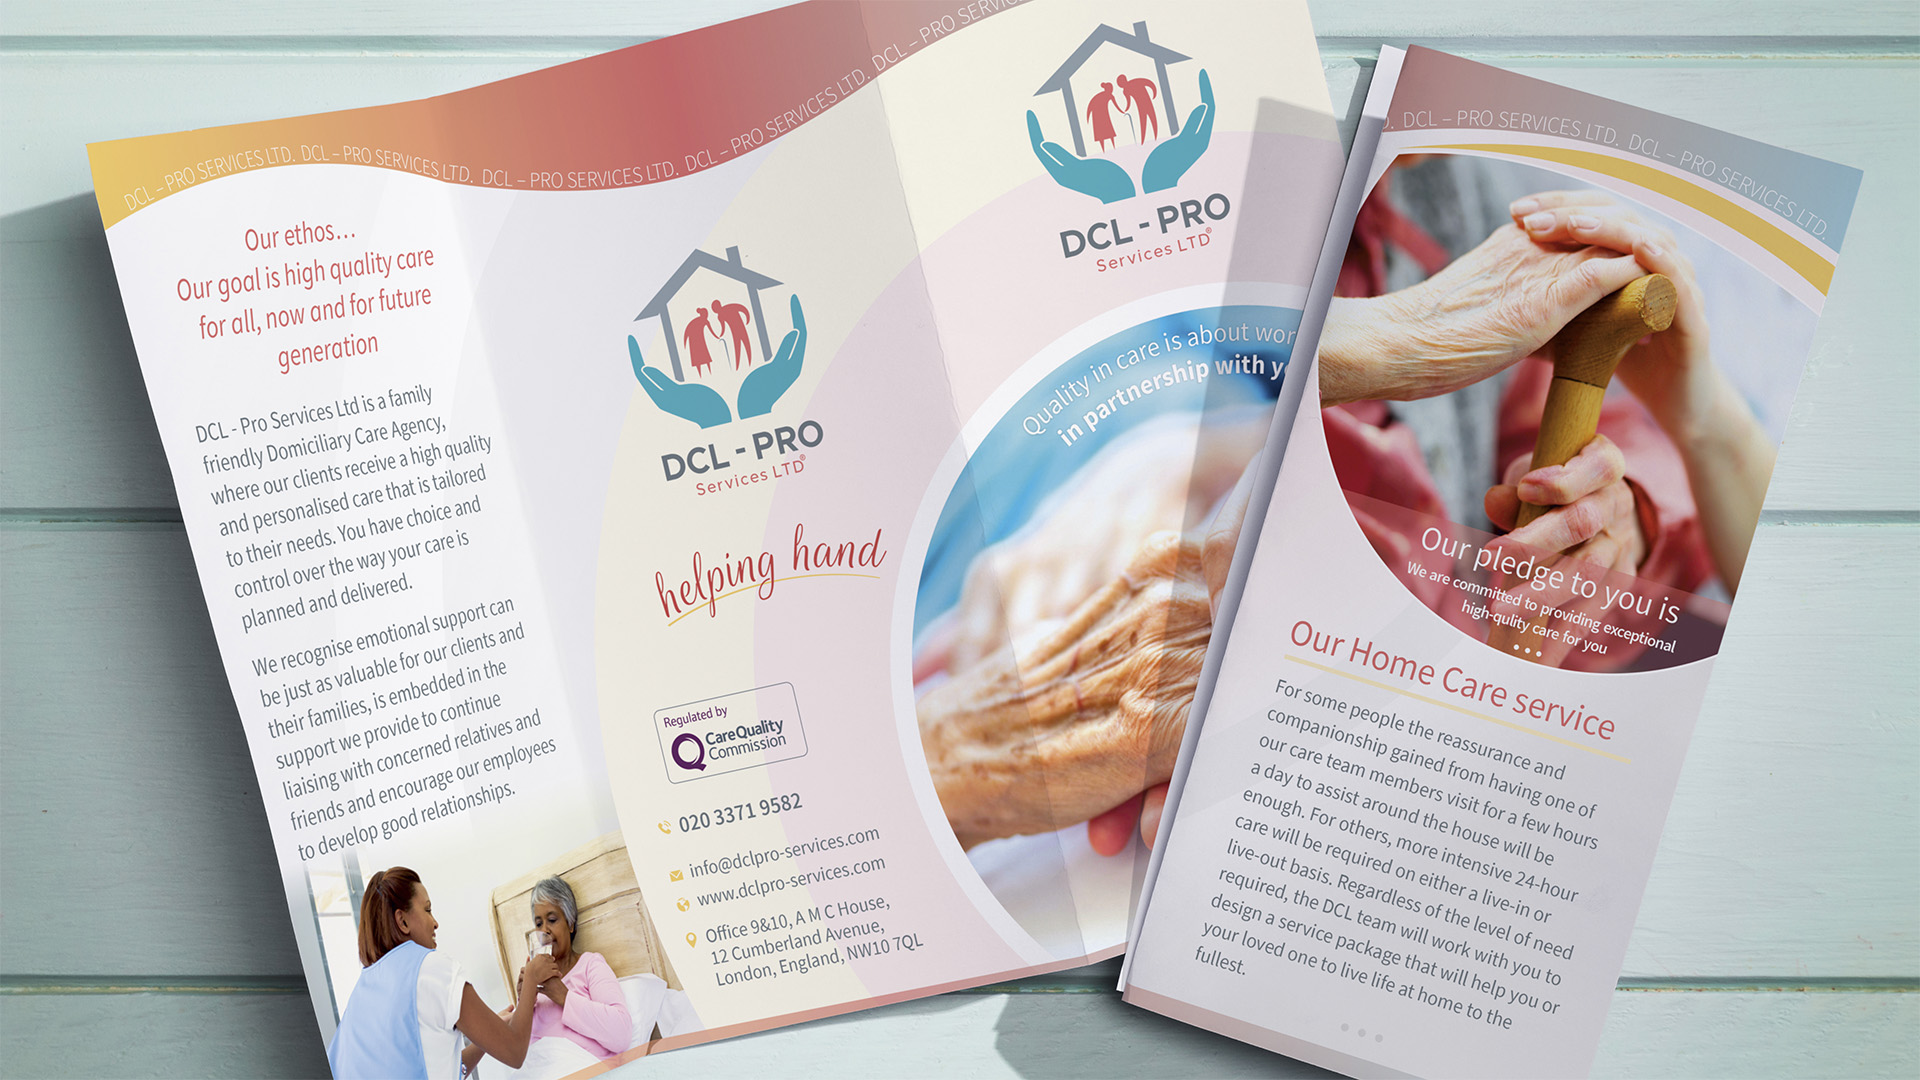 DCL – PRO SERVICES LTD. DCL – PRO SERVICES LTD. DCL – PRO SERVICES LTD. DCL – PRO SERVICES LTD. DCL – PRO SERVICES
Our ethos...
Our goal is high quality care
for all, now and for future
generation
DCL - Pro Services Ltd is a family
friendly Domiciliary Care Agency,
where our clients receive a high quality
and personalised care that is tailored
to their needs. You have choice and
control over the way your care is
planned and delivered.
We recognise emotional support can
be just as valuable for our clients and
their families, is embedded in the
support we provide to continue
liaising with concerned relatives and
friends and encourage our employees
to develop good relationships.
DCL - PRO
Services LTD®
helping hand
Regulated by
CareQuality
Commission
020 3371 9582
info@dclpro-services.com
www.dclpro-services.com
Office 9&10, A M C House,
12 Cumberland Avenue,
London, England, NW10 7QL
DCL - PRO
Services LTD®
Quality in care is about wor
in partnership with y
. DCL – PRO SERVICES LTD. DCL – PRO SERVICES LTD.
Our pledge to you is
We are committed to providing exceptional
high-qulity care for you
...
Our Home Care service
For some people the reassurance and
companionship gained from having one of
our care team members visit for a few hours
a day to assist around the house will be
enough. For others, more intensive 24-hour
care will be required on either a live-in or
live-out basis. Regardless of the level of need
required, the DCL team will work with you to
design a service package that will help you or
your loved one to live life at home to the
fullest.